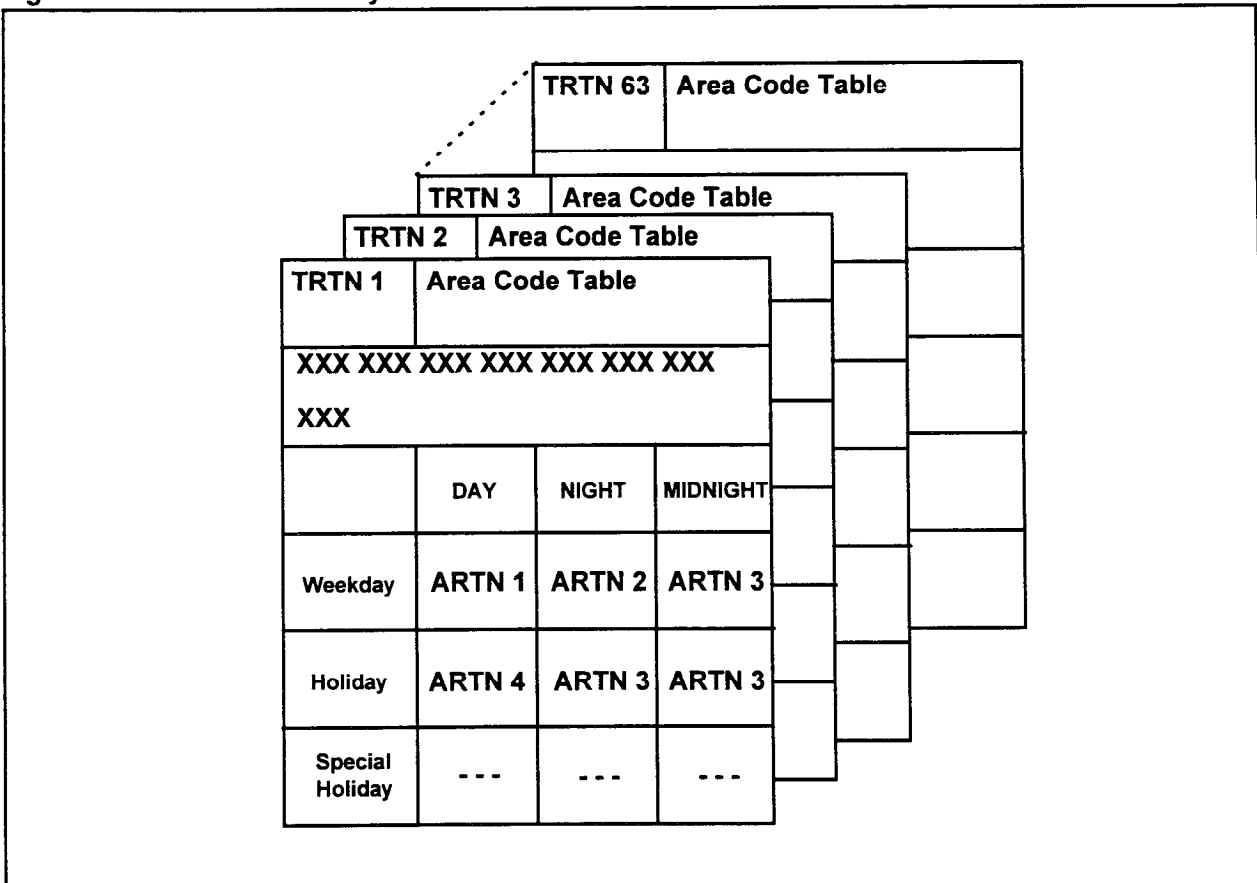 TRTN 63 Area Code Table
TRTN 3 Area Code Table
TRTN 2 Area Code Table
TRTN 1 Area Code Table
XXX XXX XXX XXX XXX XXX XXX
XXX
DAY NIGHT MIDNIGHT
Weekday ARTN 1 ARTN 2 ARTN 3
Holiday ARTN 4 ARTN 3 ARTN 3
Special
Holiday --- --- ---